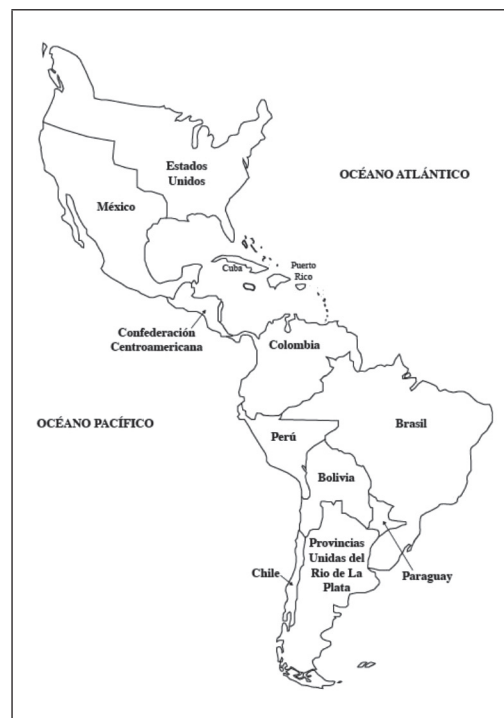 Estados
Unidos
OCÉANO ATLÁNTICO
México
Cuba
Puerto
Rico
Confederación
Centroamericana
Colombia
OCÉANO PACÍFICO
Perú
Brasil
Bolivia
Provincias
Unidas del
Rio de La
Plata
Chile
Paraguay